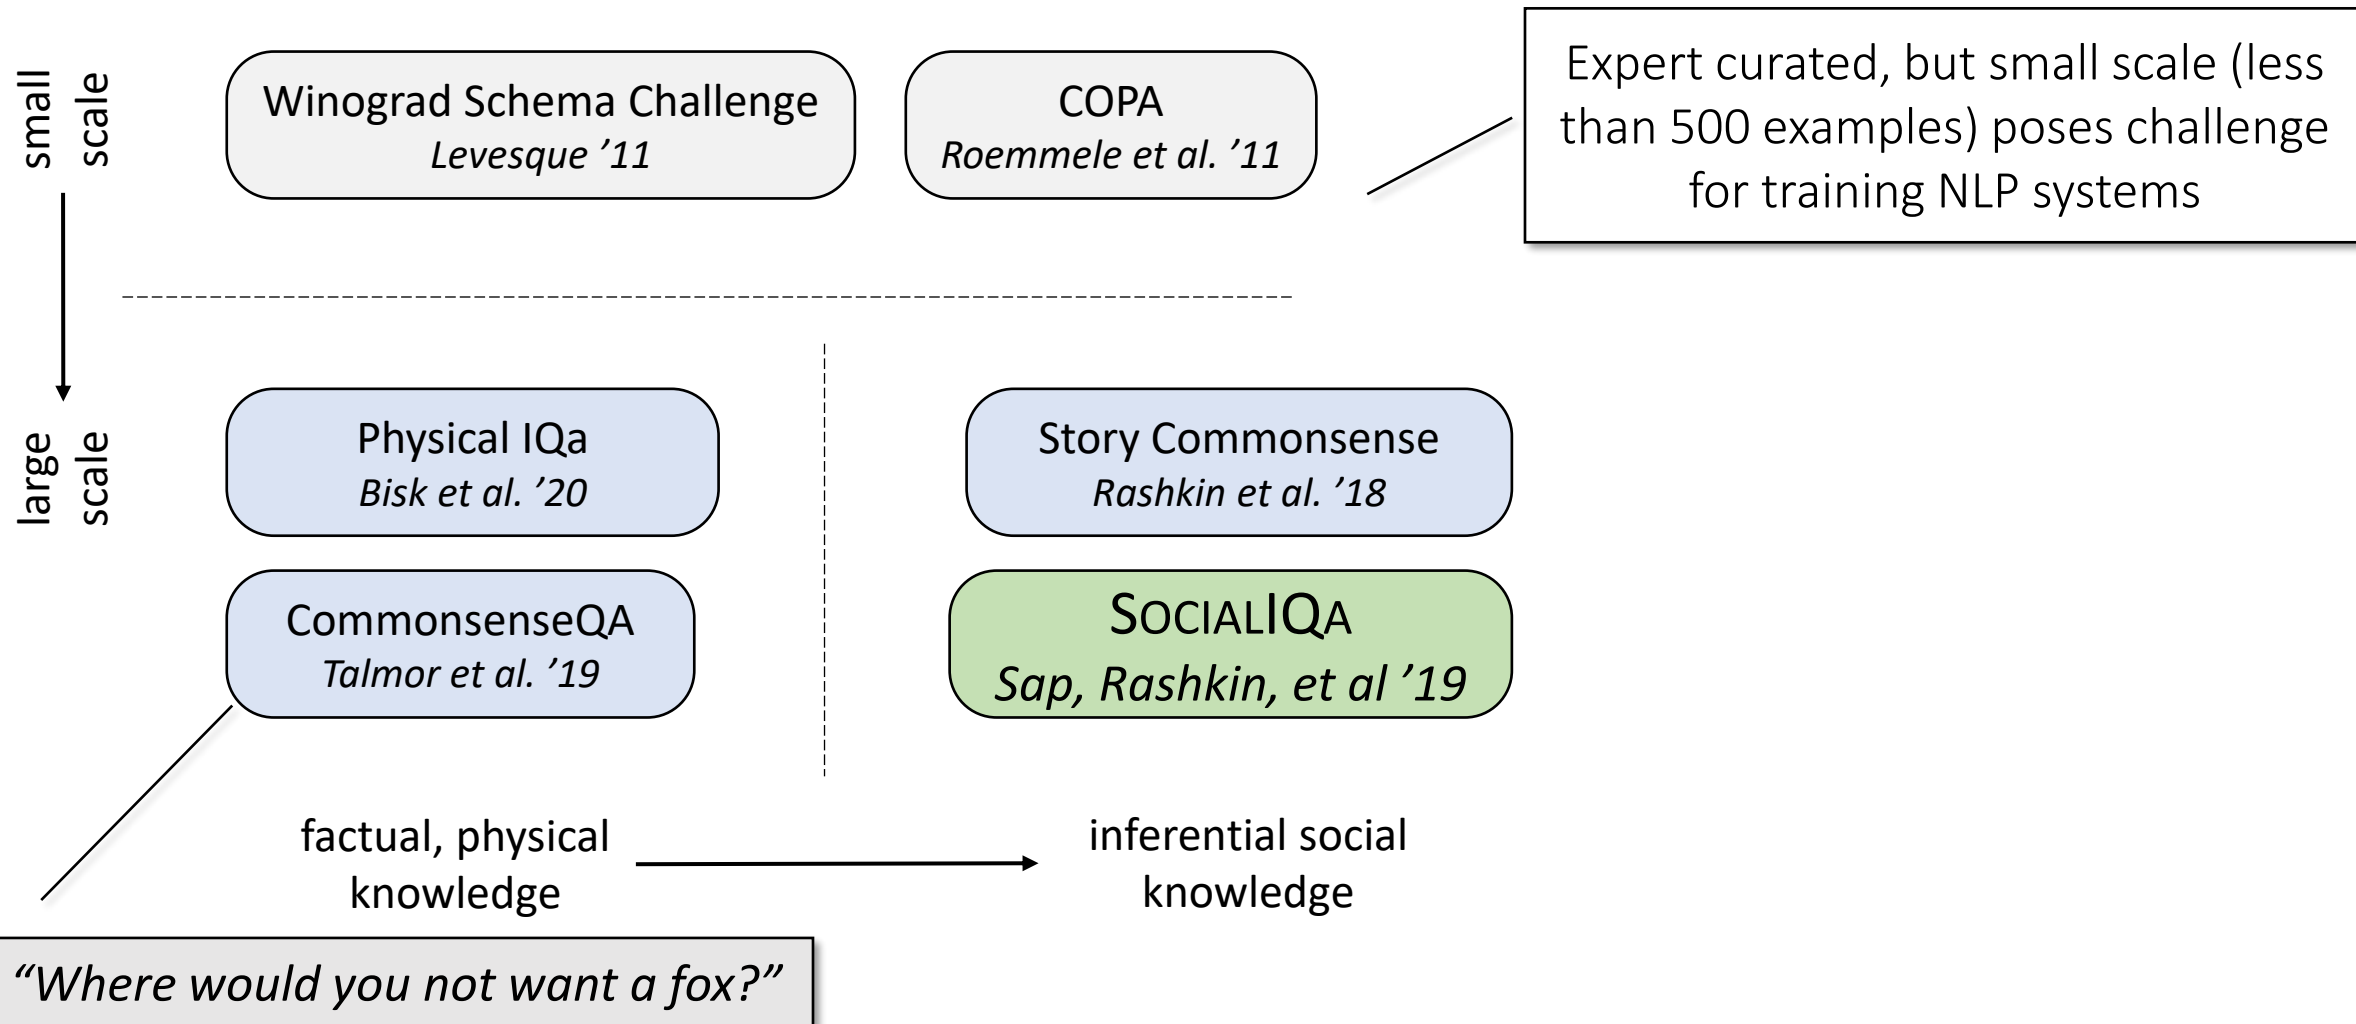 small
scale
Winograd Schema Challenge
Levesque ’11
COPA
Roemmele et al. ’11
Expert curated, but small scale (less
than 500 examples) poses challenge
for training NLP systems
large
scale
Physical IQa
Bisk et al. ’20
Story Commonsense
Rashkin et al. ’18
CommonsenseQA
Talmor et al. ’19
SOCIALIQA
Sap, Rashkin, et al ’19
factual, physical
knowledge
inferential social
knowledge
“Where would you not want a fox?”